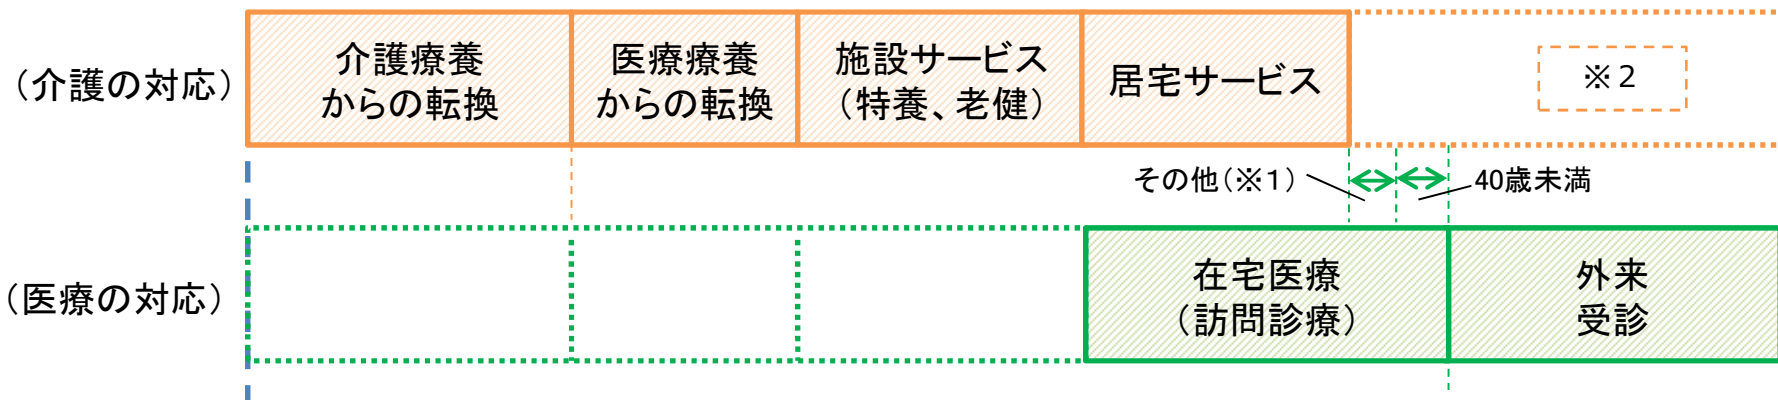 （介護の対応）
介護療養
からの転換
医療療養
からの転換
施設サービス
（特養、老健）
居宅サービス
※２
その他（※１）
40歳未満
（医療の対応）
在宅医療
（訪問診療）
外来
受診